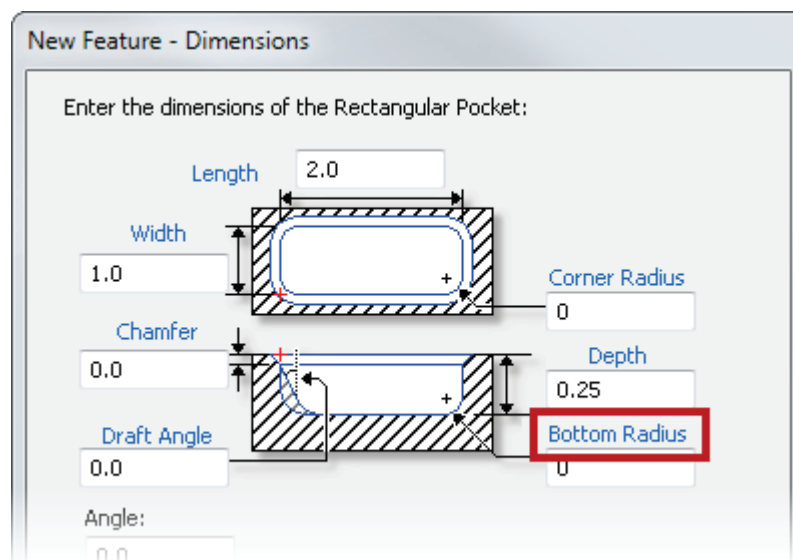 New Feature - Dimensions
Enter the dimensions of the Rectangular Pocket:
Length 2.0
Width
1.0
Corner Radius
0
Chamfer
0.0
Depth
0.25
Draft Angle
0.0
Bottom Radius
0
Angle:
0.0